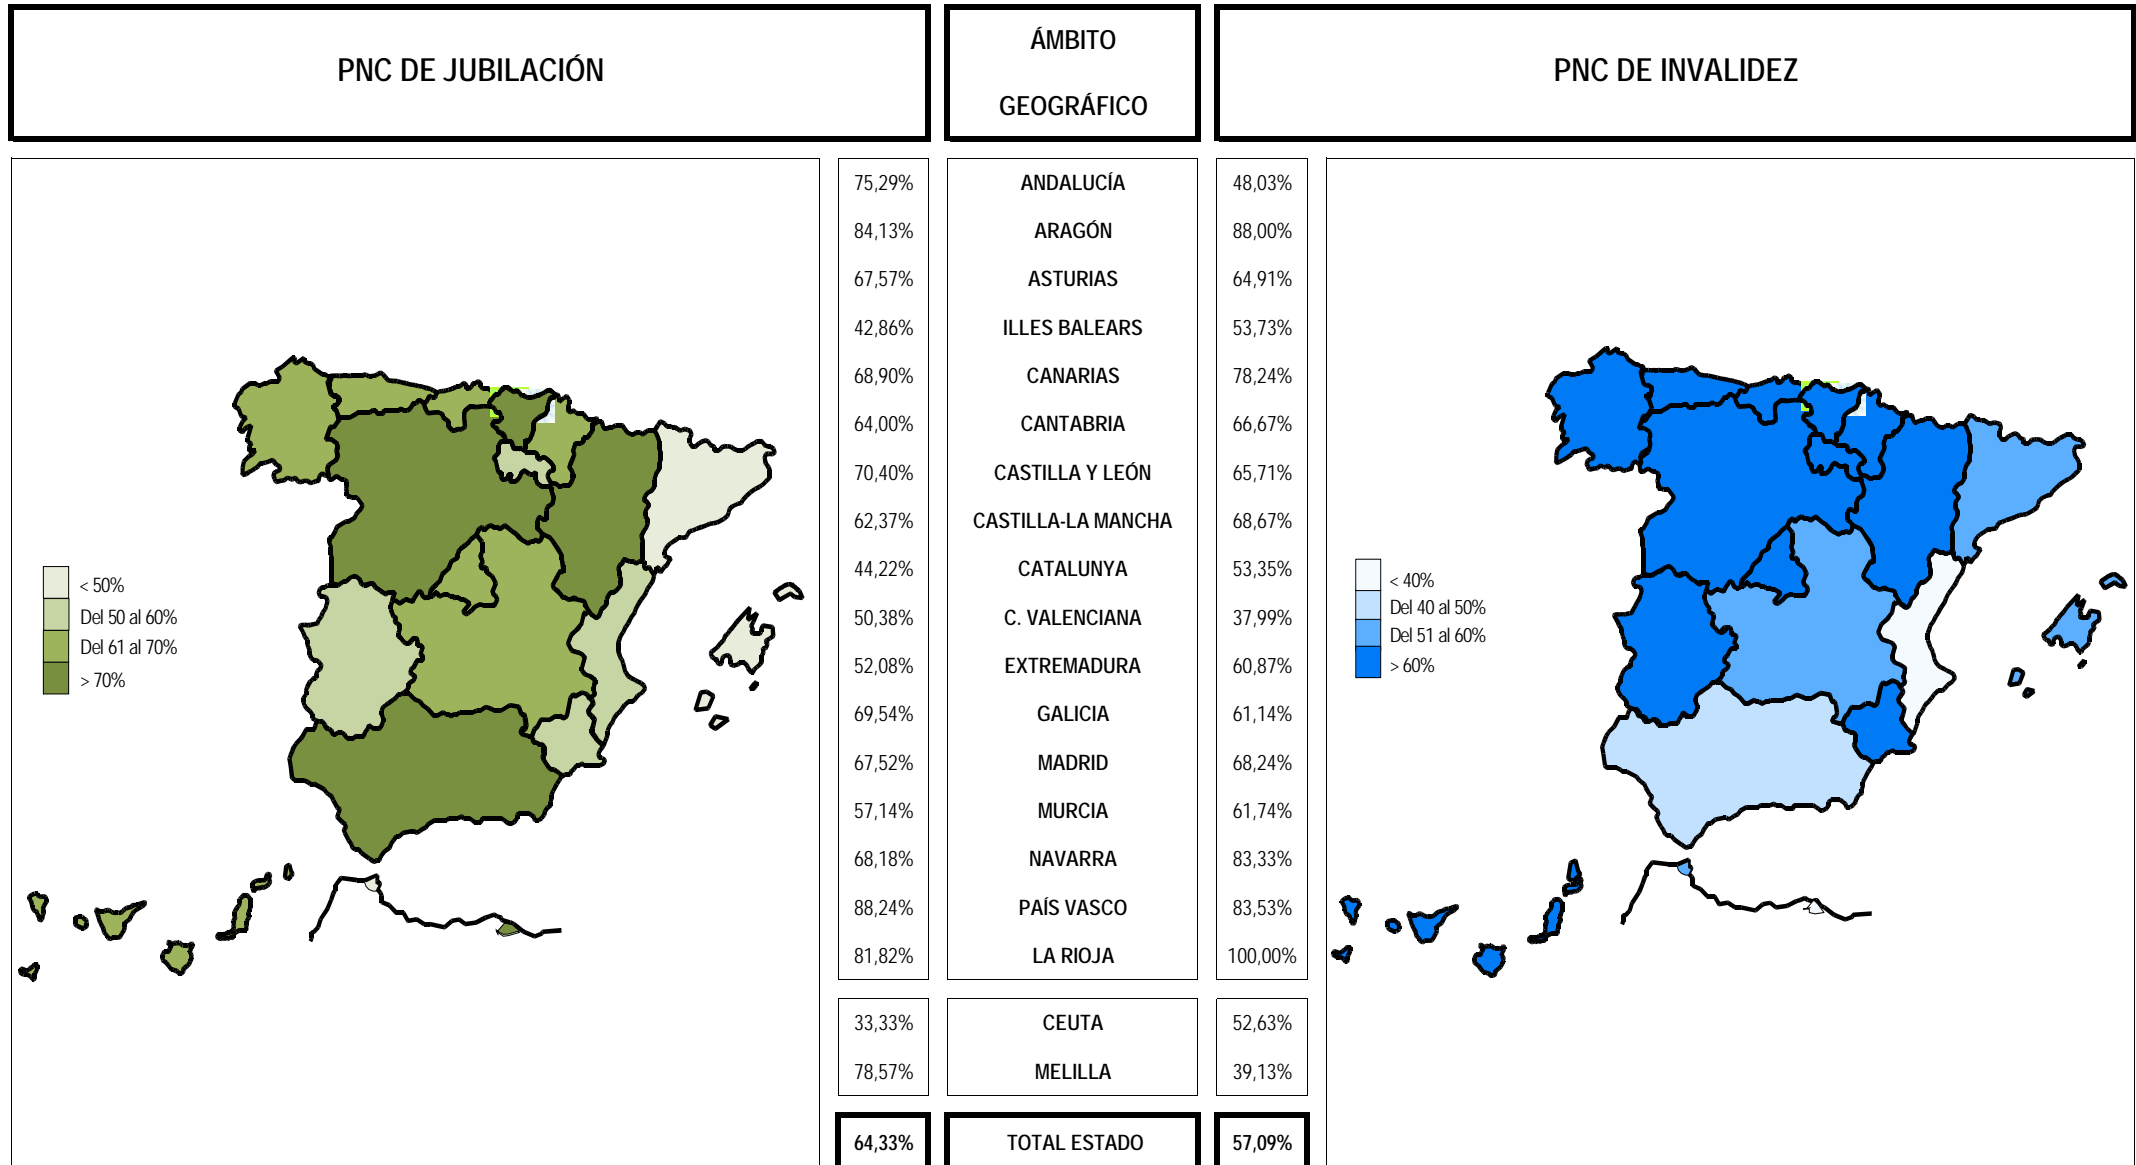 PNC DE JUBILACIÓN
ÁMBITO
GEOGRÁFICO
PNC DE INVALIDEZ
75,29% ANDALUCÍA 48,03%
84,13% ARAGÓN 88,00%
67,57% ASTURIAS 64,91%
42,86% ILLES BALEARS 53,73%
68,90% CANARIAS 78,24%
64,00% CANTABRIA 66,67%
70,40% CASTILLA Y LEÓN 65,71%
62,37% CASTILLA-LA MANCHA 68,67%
44,22% CATALUNYA 53,35%
50,38% C. VALENCIANA 37,99%
52,08% EXTREMADURA 60,87%
69,54% GALICIA 61,14%
67,52% MADRID 68,24%
57,14% MURCIA 61,74%
68,18% NAVARRA 83,33%
88,24% PAÍS VASCO 83,53%
81,82% LA RIOJA 100,00%
33,33% CEUTA 52,63%
78,57% MELILLA 39,13%
64,33% TOTAL ESTADO 57,09%
< 50%
Del 50 al 60%
Del 61 al 70%
> 70%
< 40%
Del 40 al 50%
Del 51 al 60%
> 60%